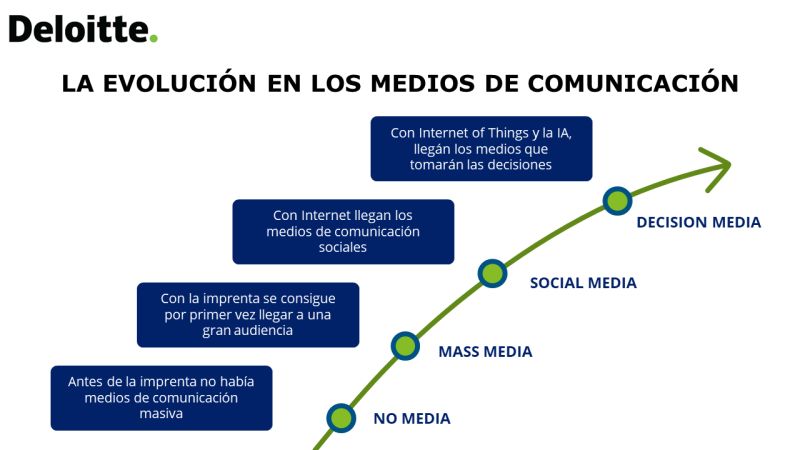 Deloitte.
LA EVOLUCIÓN EN LOS MEDIOS DE COMUNICACIÓN
Con Internet of Things y la IA,
llegán los medios que
tomarán las decisiones
DECISION MEDIA
Con Internet llegan los
medios de comunicación
sociales
SOCIAL MEDIA
Con la imprenta se consigue
por primer vez llegar a una
gran audiencia
MASS MEDIA
Antes de la imprenta no había
medios de comunicación
masiva
NO MEDIA